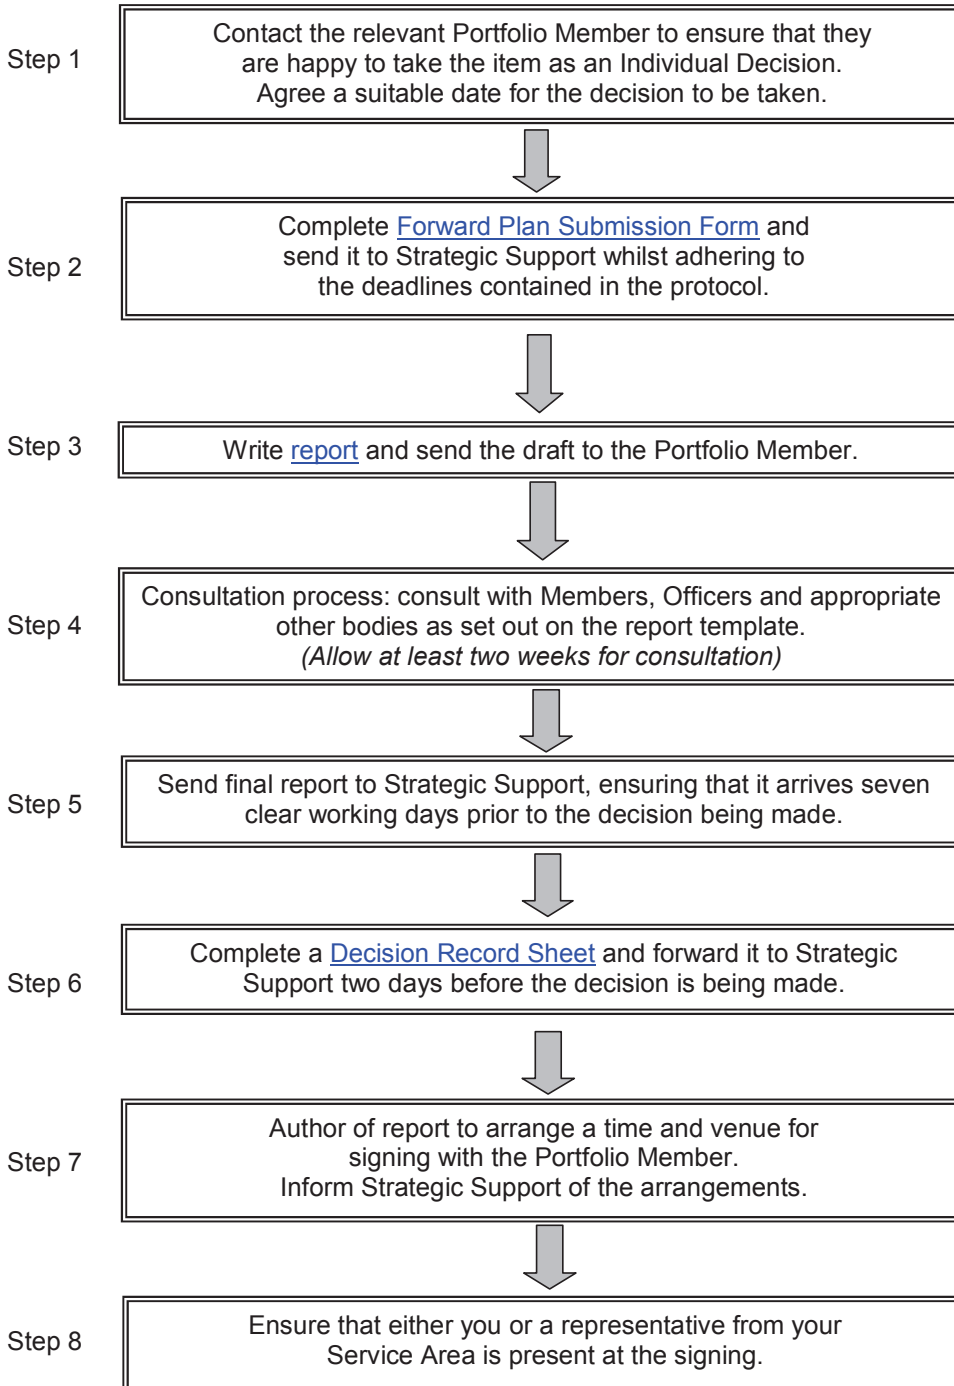 Step 1
Contact the relevant Portfolio Member to ensure that they
are happy to take the item as an Individual Decision.
Agree a suitable date for the decision to be taken.
Step 2
Complete Forward Plan Submission Form and
send it to Strategic Support whilst adhering to
the deadlines contained in the protocol.
Step 3
Write report and send the draft to the Portfolio Member.
Step 4
Consultation process: consult with Members, Officers and appropriate
other bodies as set out on the report template.
(Allow at least two weeks for consultation)
Step 5
Send final report to Strategic Support, ensuring that it arrives seven
clear working days prior to the decision being made.
Step 6
Complete a Decision Record Sheet and forward it to Strategic
Support two days before the decision is being made.
Step 7
Author of report to arrange a time and venue for
signing with the Portfolio Member.
Inform Strategic Support of the arrangements.
Step 8
Ensure that either you or a representative from your
Service Area is present at the signing.